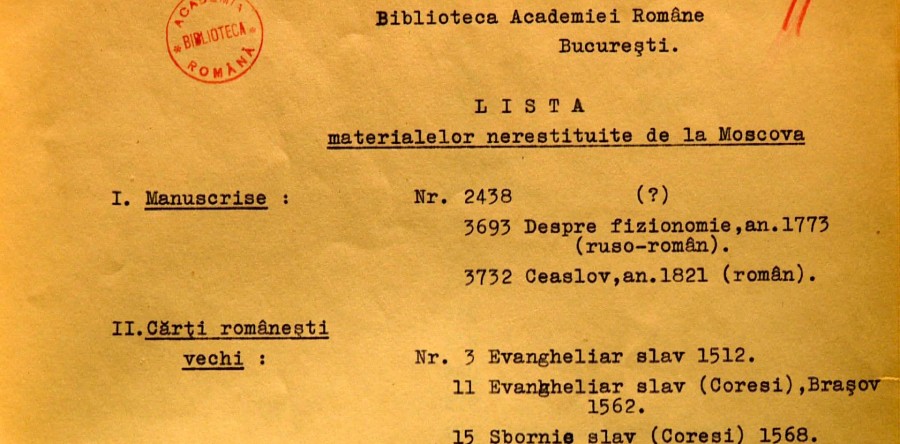 ACADEMIA
BIBLIOTECA
ROMÂNĂ
Biblioteca Academiei Române
Bucureşti.
LISTA
materialelor nerestituite de la Moscova
I. Manuscrise :
Nr. 2438 (?)
3693 Despre fizionomie,an.1773
(ruso-român).
3732 Ceaslov,an.1821 (român).
II.Cărţi româneşti
vechi :
Nr. 3 Evangheliar slav 1512.
11 Evangheliar slav (Coresi),Braşov
1562.
15 Sbornic slav (Coresi) 1568.